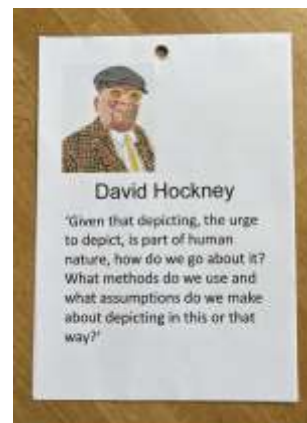 David Hockney
'Given that depicting, the urge
to depict, is part of human
nature, how do we go about it?
What methods do we use and
what assumptions do we make
about depicting in this or that
way?'